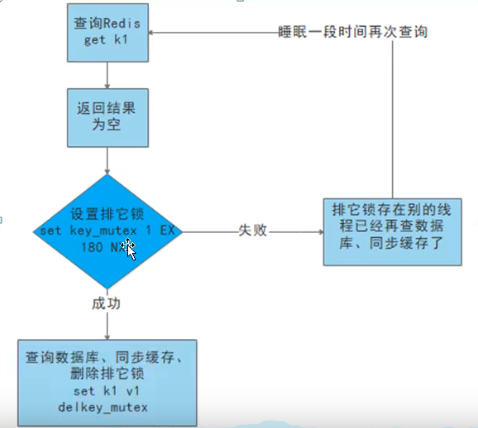 查询Redis
get k1
睡眠一段时间再次查询
返回结果
为空
设置排它锁
set key_mutex 1 EX
180 NX
失败
排它锁存在别的线
程已经再查数据
库、同步缓存了
成功
查询数据库、同步缓存、
删除排它锁
set k1 v1
delkey_mutex